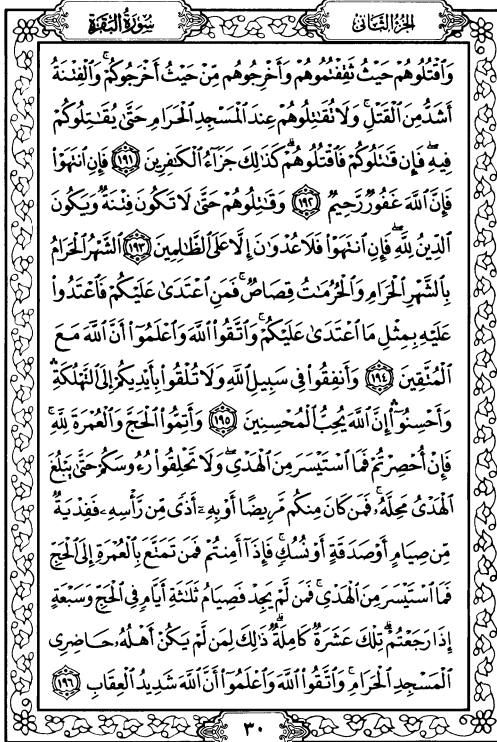 الجزء الثاني
سورة البقرة
وَاقْتُلُوهُمْ حَيْثُ ثَقِفْتُمُوهُمْ وَأَخْرِجُوهُم مِّنْ حَيْثُ أَخْرَجُوكُمْ ۚ وَالْفِتْنَةُ
أَشَدُّ مِنَ الْقَتْلِ ۚ وَلَا تُقَاتِلُوهُمْ عِندَ الْمَسْجِدِ الْحَرَامِ حَتَّىٰ يُقَاتِلُوكُمْ
فِيهِ ۖ فَإِن قَاتَلُوكُمْ فَاقْتُلُوهُمْ ۗ كَذَٰلِكَ جَزَاءُ الْكَافِرِينَ ١٩١ فَإِنِ انتَهَوْا
فَإِنَّ اللَّهَ غَفُورٌ رَّحِيمٌ ١٩٢ وَقَاتِلُوهُمْ حَتَّىٰ لَا تَكُونَ فِتْنَةٌ وَيَكُونَ
الدِّينُ لِلَّهِ ۖ فَإِنِ انتَهَوْا فَلَا عُدْوَانَ إِلَّا عَلَى الظَّالِمِينَ ١٩٣ الشَّهْرُ الْحَرَامُ
بِالشَّهْرِ الْحَرَامِ وَالْحُرُمَاتُ قِصَاصٌ ۚ فَمَنِ اعْتَدَىٰ عَلَيْكُمْ فَاعْتَدُوا
عَلَيْهِ بِمِثْلِ مَا اعْتَدَىٰ عَلَيْكُمْ ۚ وَاتَّقُوا اللَّهَ وَاعْلَمُوا أَنَّ اللَّهَ مَعَ
الْمُتَّقِينَ ١٩٤ وَأَنفِقُوا فِي سَبِيلِ اللَّهِ وَلَا تُلْقُوا بِأَيْدِيكُمْ إِلَى التَّهْلُكَةِ ۛ
وَأَحْسِنُوا ۛ إِنَّ اللَّهَ يُحِبُّ الْمُحْسِنِينَ ١٩٥ وَأَتِمُّوا الْحَجَّ وَالْعُمْرَةَ لِلَّهِ ۚ
فَإِنْ أُحْصِرْتُمْ فَمَا اسْتَيْسَرَ مِنَ الْهَدْيِ ۖ وَلَا تَحْلِقُوا رُءُوسَكُمْ حَتَّىٰ يَبْلُغَ
الْهَدْيُ مَحِلَّهُ ۚ فَمَن كَانَ مِنكُم مَّرِيضًا أَوْ بِهِ أَذًى مِّن رَّأْسِهِ فَفِدْيَةٌ
مِّن صِيَامٍ أَوْ صَدَقَةٍ أَوْ نُسُكٍ ۚ فَإِذَا أَمِنتُمْ فَمَن تَمَتَّعَ بِالْعُمْرَةِ إِلَى الْحَجِّ
فَمَا اسْتَيْسَرَ مِنَ الْهَدْيِ ۚ فَمَن لَّمْ يَجِدْ فَصِيَامُ ثَلَاثَةِ أَيَّامٍ فِي الْحَجِّ وَسَبْعَةٍ
إِذَا رَجَعْتُمْ ۗ تِلْكَ عَشَرَةٌ كَامِلَةٌ ۗ ذَٰلِكَ لِمَن لَّمْ يَكُنْ أَهْلُهُ حَاضِرِي
الْمَسْجِدِ الْحَرَامِ ۚ وَاتَّقُوا اللَّهَ وَاعْلَمُوا أَنَّ اللَّهَ شَدِيدُ الْعِقَابِ ١٩٦
٣٠